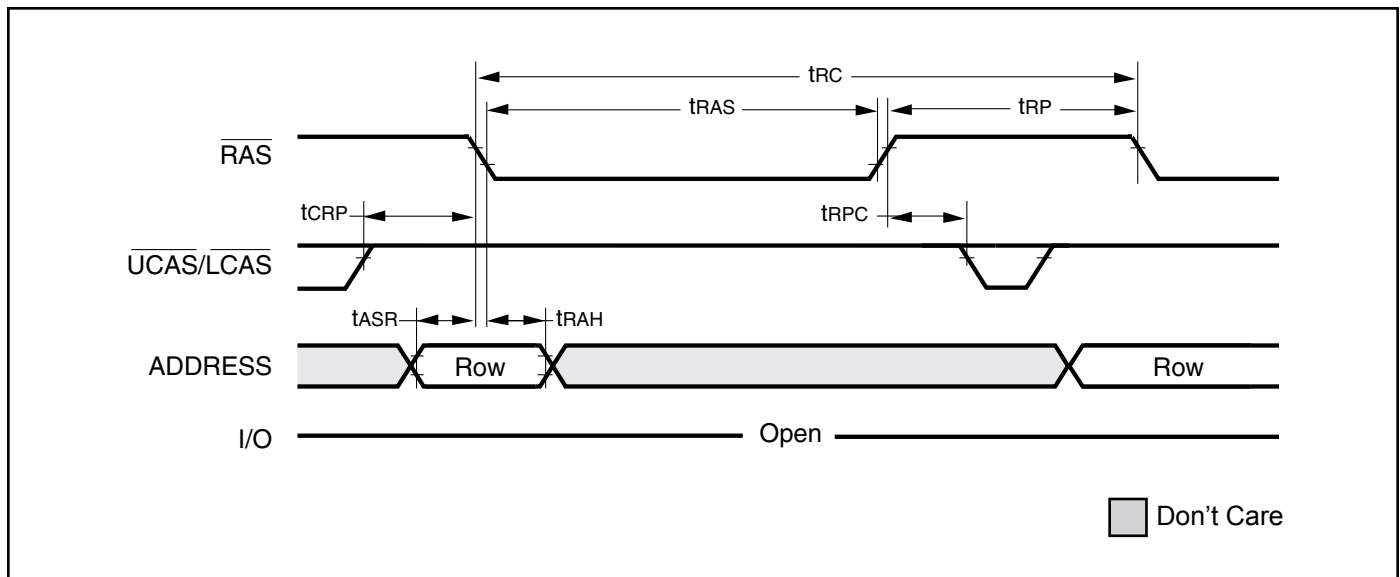 tRC
tRAS
tRP
RAS
tCRP
tRPC
UCAS/LCAS
tASR
tRAH
ADDRESS
Row
Row
I/O
Open
Don't Care